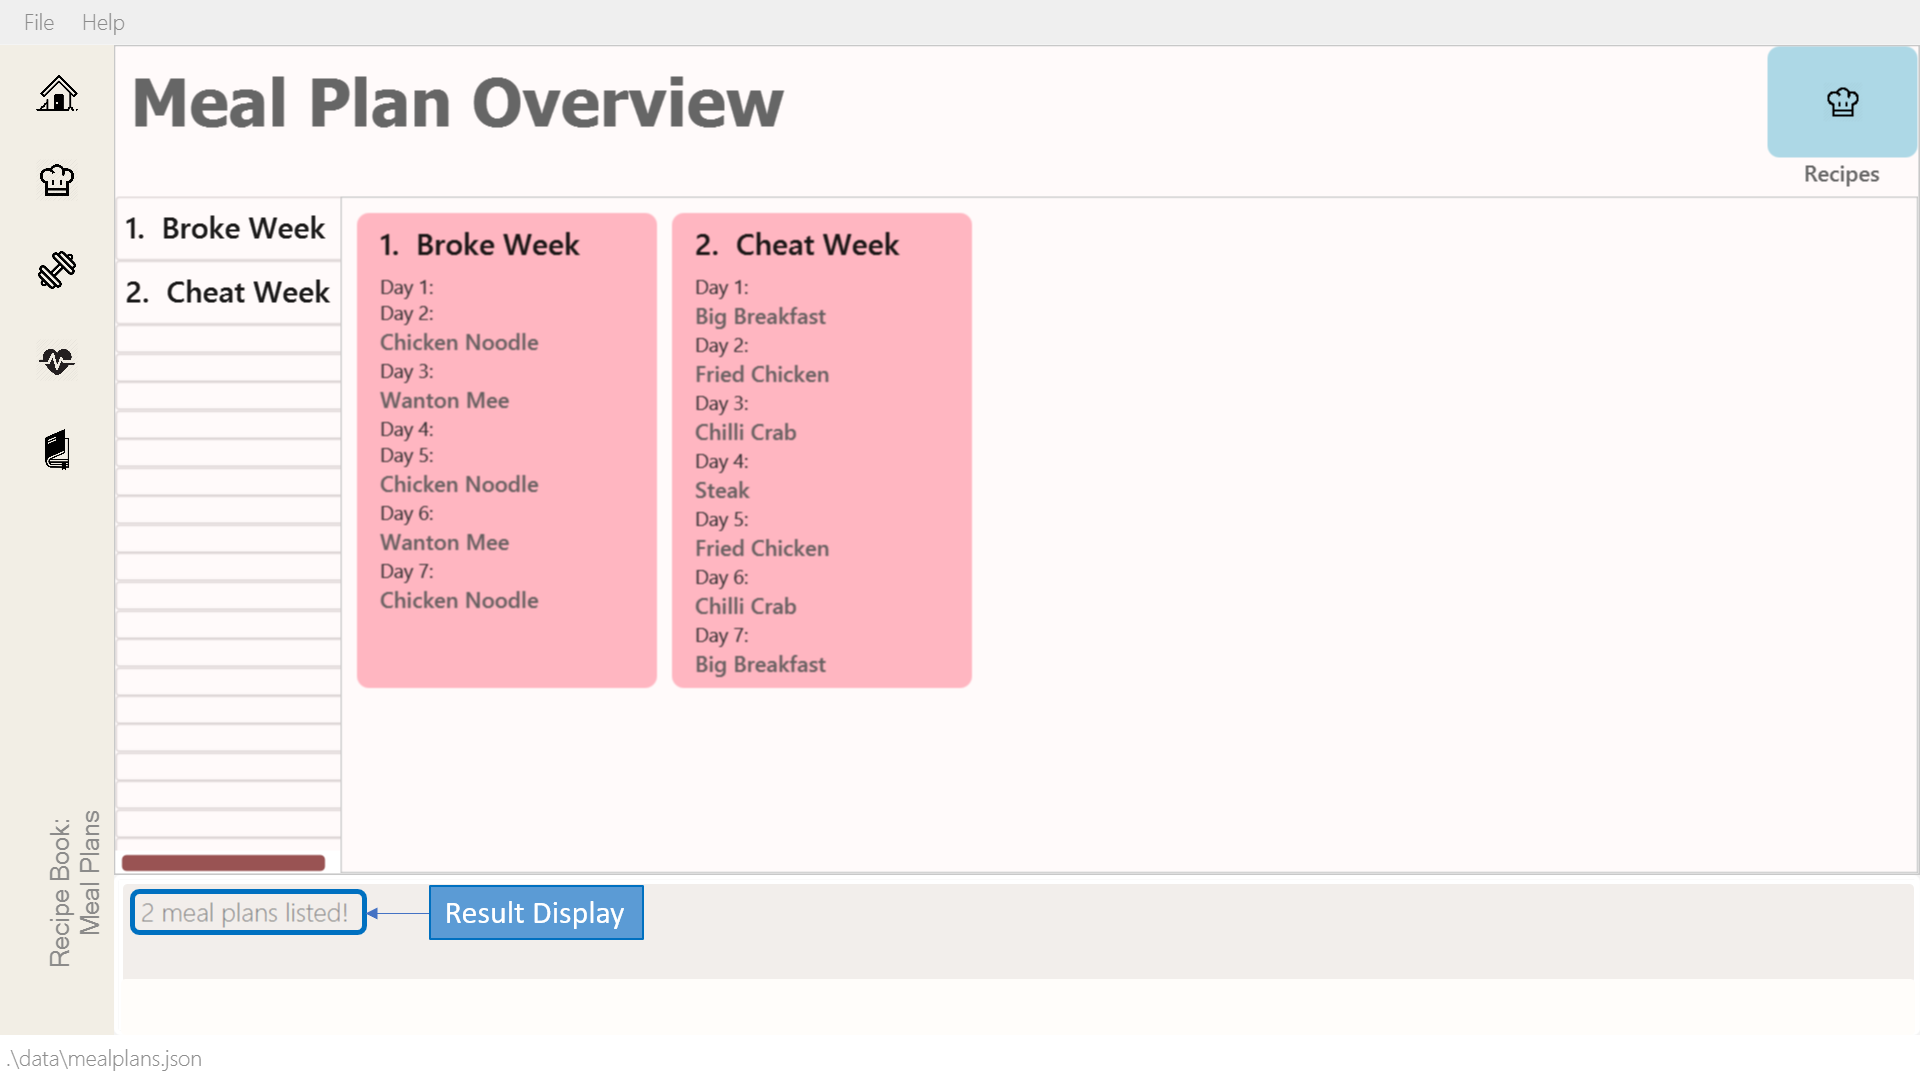 File Help
Meal Plan Overview
Recipes
1. Broke Week
2. Cheat Week
1. Broke Week
Day 1:
Day 2:
Chicken Noodle
Day 3:
Wanton Mee
Day 4:
Day 5:
Chicken Noodle
Day 6:
Wanton Mee
Day 7:
Chicken Noodle
2. Cheat Week
Day 1:
Big Breakfast
Day 2:
Fried Chicken
Day 3:
Chilli Crab
Day 4:
Steak
Day 5:
Fried Chicken
Day 6:
Chilli Crab
Day 7:
Big Breakfast
Recipe Book:
Meal Plans
2 meal plans listed!
Result Display
.\data\mealplans.json